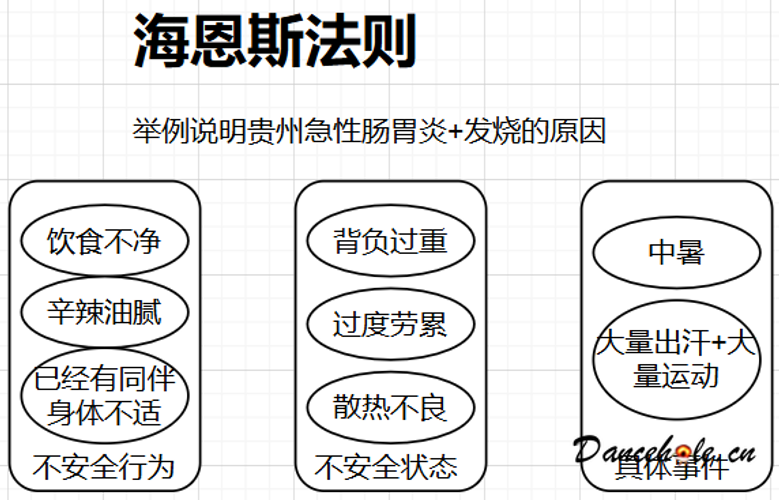 海恩斯法则
举例说明贵州急性肠胃炎+发烧的原因
饮食不净
辛辣油腻
已经有同伴
身体不适
不安全行为
背负过重
过度劳累
散热不良
不安全状态
中暑
大量出汗+大
量运动
Dancehole.cn
具体事件